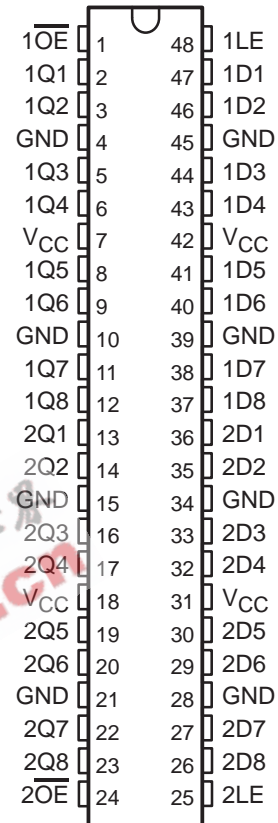 1O̅E̅ 1 48 1LE
1Q1 2 47 1D1
1Q2 3 46 1D2
GND 4 45 GND
1Q3 5 44 1D3
1Q4 6 43 1D4
VCC 7 42 VCC
1Q5 8 41 1D5
1Q6 9 40 1D6
GND 10 39 GND
1Q7 11 38 1D7
1Q8 12 37 1D8
2Q1 13 36 2D1
2Q2 14 35 2D2
GND 15 34 GND
2Q3 16 33 2D3
2Q4 17 32 2D4
VCC 18 31 VCC
2Q5 19 30 2D5
2Q6 20 29 2D6
GND 21 28 GND
2Q7 22 27 2D7
2Q8 23 26 2D8
2O̅E̅ 24 25 2LE
.cn